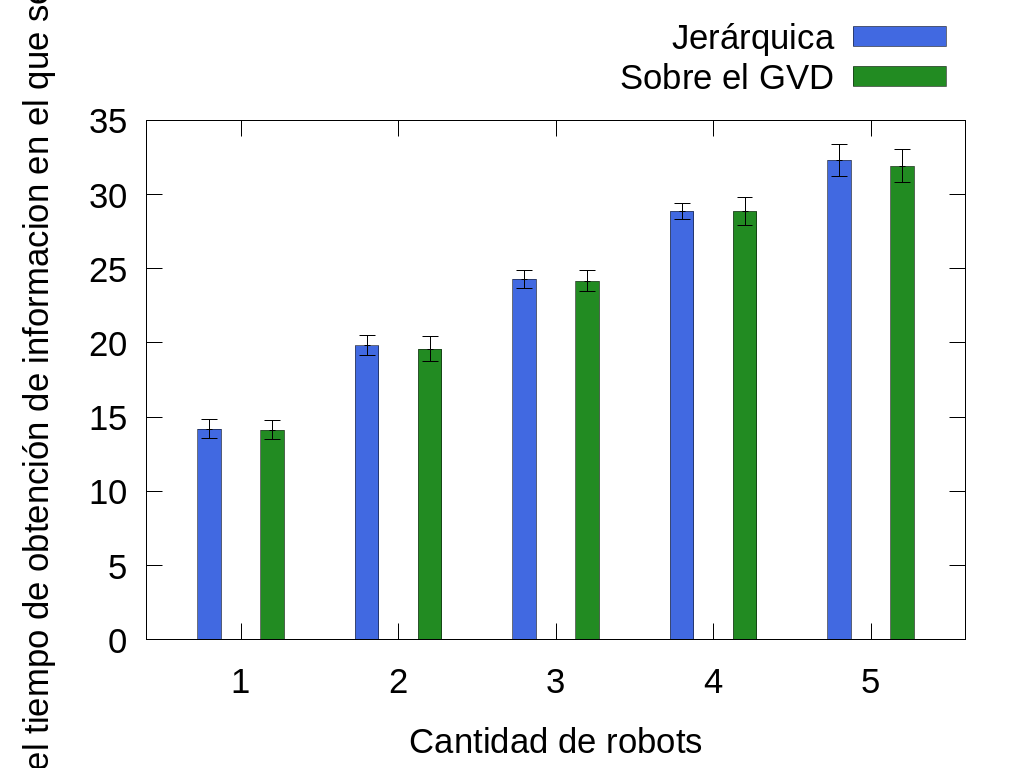 Jerárquica
Sobre el GVD
el tiempo de obtención de informacion en el que
35
30
25
20
15
10
5
0
1 2 3 4 5
Cantidad de robots